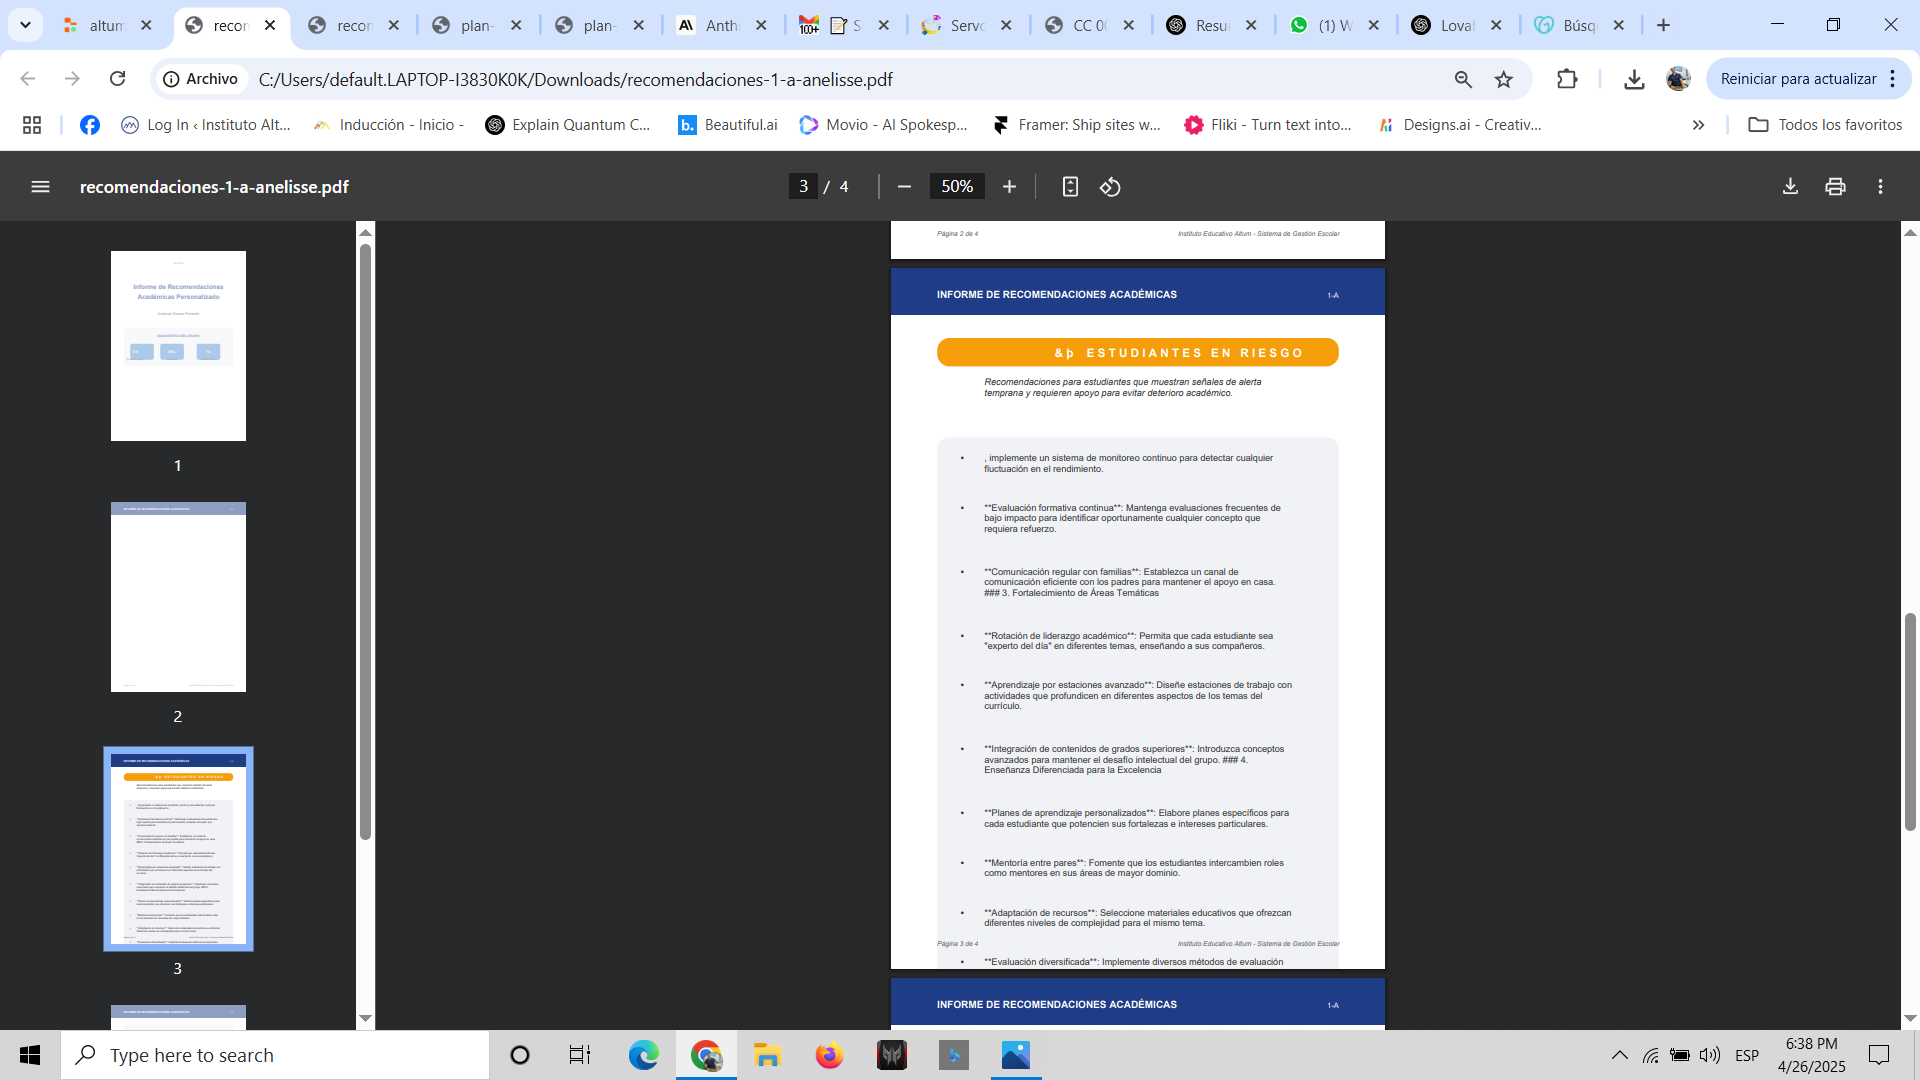 altum
recon
recon
plan-
plan-
Anthr
100+
S
Servo
CC 00
Resu
(1) W
Loval
Búsq
Archivo
C:/Users/default.LAPTOP-I3830K0K/Downloads/recomendaciones-1-a-anelisse.pdf
Reiniciar para actualizar
Log In ‹ Instituto Alt...
Inducción - Inicio -
Explain Quantum C...
Beautiful.ai
Movio - AI Spokesp...
Framer: Ship sites w...
Fliki - Turn text into...
Designs.ai - Creativ...
Todos los favoritos
recomendaciones-1-a-anelisse.pdf
3 / 4
50%
Informe de Recomendaciones
Académicas Personalizado
1
2
3
Página 2 de 4
Instituto Educativo Altum - Sistema de Gestión Escolar
INFORME DE RECOMENDACIONES ACADÉMICAS
1-A
&þ ESTUDIANTES EN RIESGO
Recomendaciones para estudiantes que muestran señales de alerta
temprana y requieren apoyo para evitar deterioro académico.
• , implemente un sistema de monitoreo continuo para detectar cualquier
fluctuación en el rendimiento.
• **Evaluación formativa continua**: Mantenga evaluaciones frecuentes de
bajo impacto para identificar oportunamente cualquier concepto que
requiera refuerzo.
• **Comunicación regular con familias**: Establezca un canal de
comunicación eficiente con los padres para mantener el apoyo en casa.
### 3. Fortalecimiento de Áreas Temáticas
• **Rotación de liderazgo académico**: Permita que cada estudiante sea
"experto del día" en diferentes temas, enseñando a sus compañeros.
• **Aprendizaje por estaciones avanzado**: Diseñe estaciones de trabajo con
actividades que profundicen en diferentes aspectos de los temas del
currículo.
• **Integración de contenidos de grados superiores**: Introduzca conceptos
avanzados para mantener el desafío intelectual del grupo. ### 4.
Enseñanza Diferenciada para la Excelencia
• **Planes de aprendizaje personalizados**: Elabore planes específicos para
cada estudiante que potencien sus fortalezas e intereses particulares.
• **Mentoría entre pares**: Fomente que los estudiantes intercambien roles
como mentores en sus áreas de mayor dominio.
• **Adaptación de recursos**: Seleccione materiales educativos que ofrezcan
diferentes niveles de complejidad para el mismo tema.
Página 3 de 4
Instituto Educativo Altum - Sistema de Gestión Escolar
• **Evaluación diversificada**: Implemente diversos métodos de evaluación
INFORME DE RECOMENDACIONES ACADÉMICAS
1-A
Type here to search
ESP
6:38 PM
4/26/2025